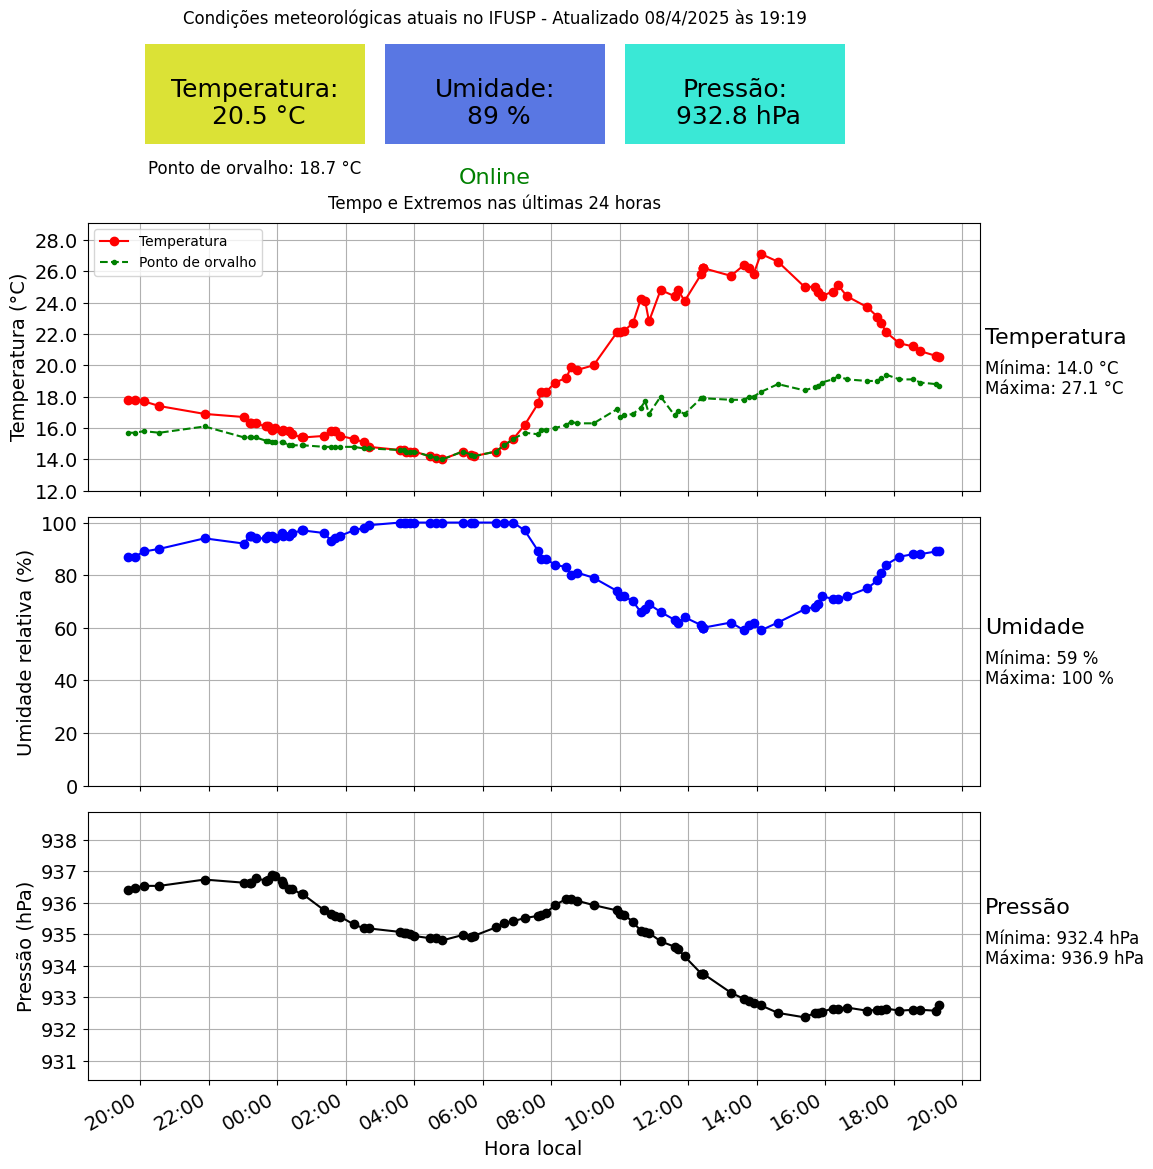 Condições meteorológicas atuais no IFUSP - Atualizado 08/4/2025 às 19:19
Temperatura:
20.5 °C
Umidade:
89 %
Pressão:
932.8 hPa
Ponto de orvalho: 18.7 °C
Online
Tempo e Extremos nas últimas 24 horas
Temperatura (°C)
28.0
26.0
24.0
22.0
20.0
18.0
16.0
14.0
12.0
Temperatura
Ponto de orvalho
Temperatura
Mínima: 14.0 °C
Máxima: 27.1 °C
Umidade relativa (%)
100
80
60
40
20
0
Umidade
Mínima: 59 %
Máxima: 100 %
Pressão (hPa)
938
937
936
935
934
933
932
931
Pressão
Mínima: 932.4 hPa
Máxima: 936.9 hPa
20:00
22:00
00:00
02:00
04:00
06:00
08:00
10:00
12:00
14:00
16:00
18:00
20:00
Hora local